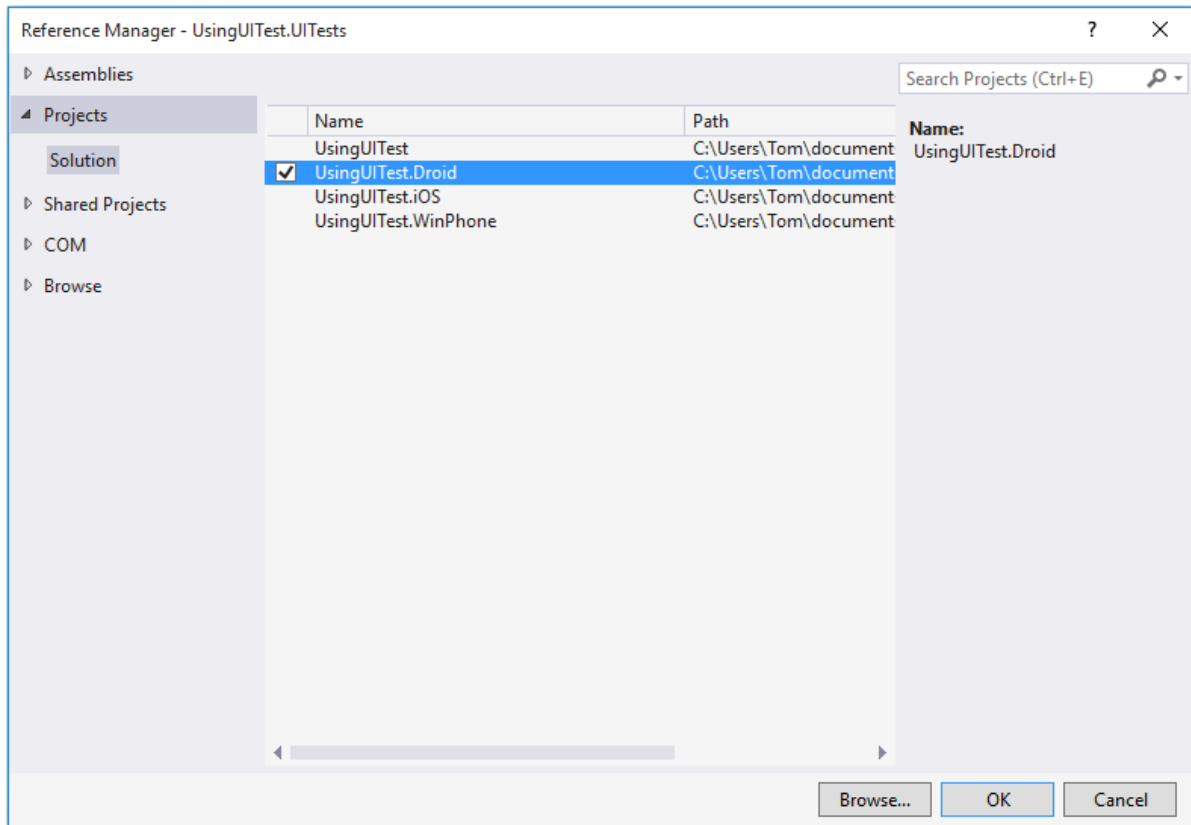 Reference Manager - UsingUITest.UITests
Assemblies
Projects
Solution
Shared Projects
COM
Browse
Name Path
UsingUITest C:\Users\Tom\document
UsingUITest.Droid C:\Users\Tom\document
UsingUITest.iOS C:\Users\Tom\document
UsingUITest.WinPhone C:\Users\Tom\document
Search Projects (Ctrl+E)
Name:
UsingUITest.Droid
Browse... OK Cancel